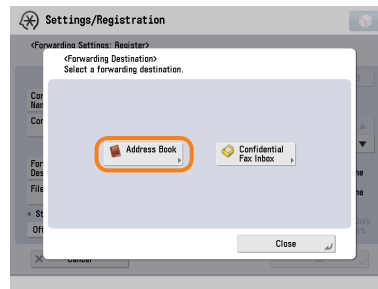 Settings/Registration
<Forwarding Settings: Register>
<Forwarding Destination>
Select a forwarding destination.
Address Book
Confidential
Fax Inbox
Close
Cancel